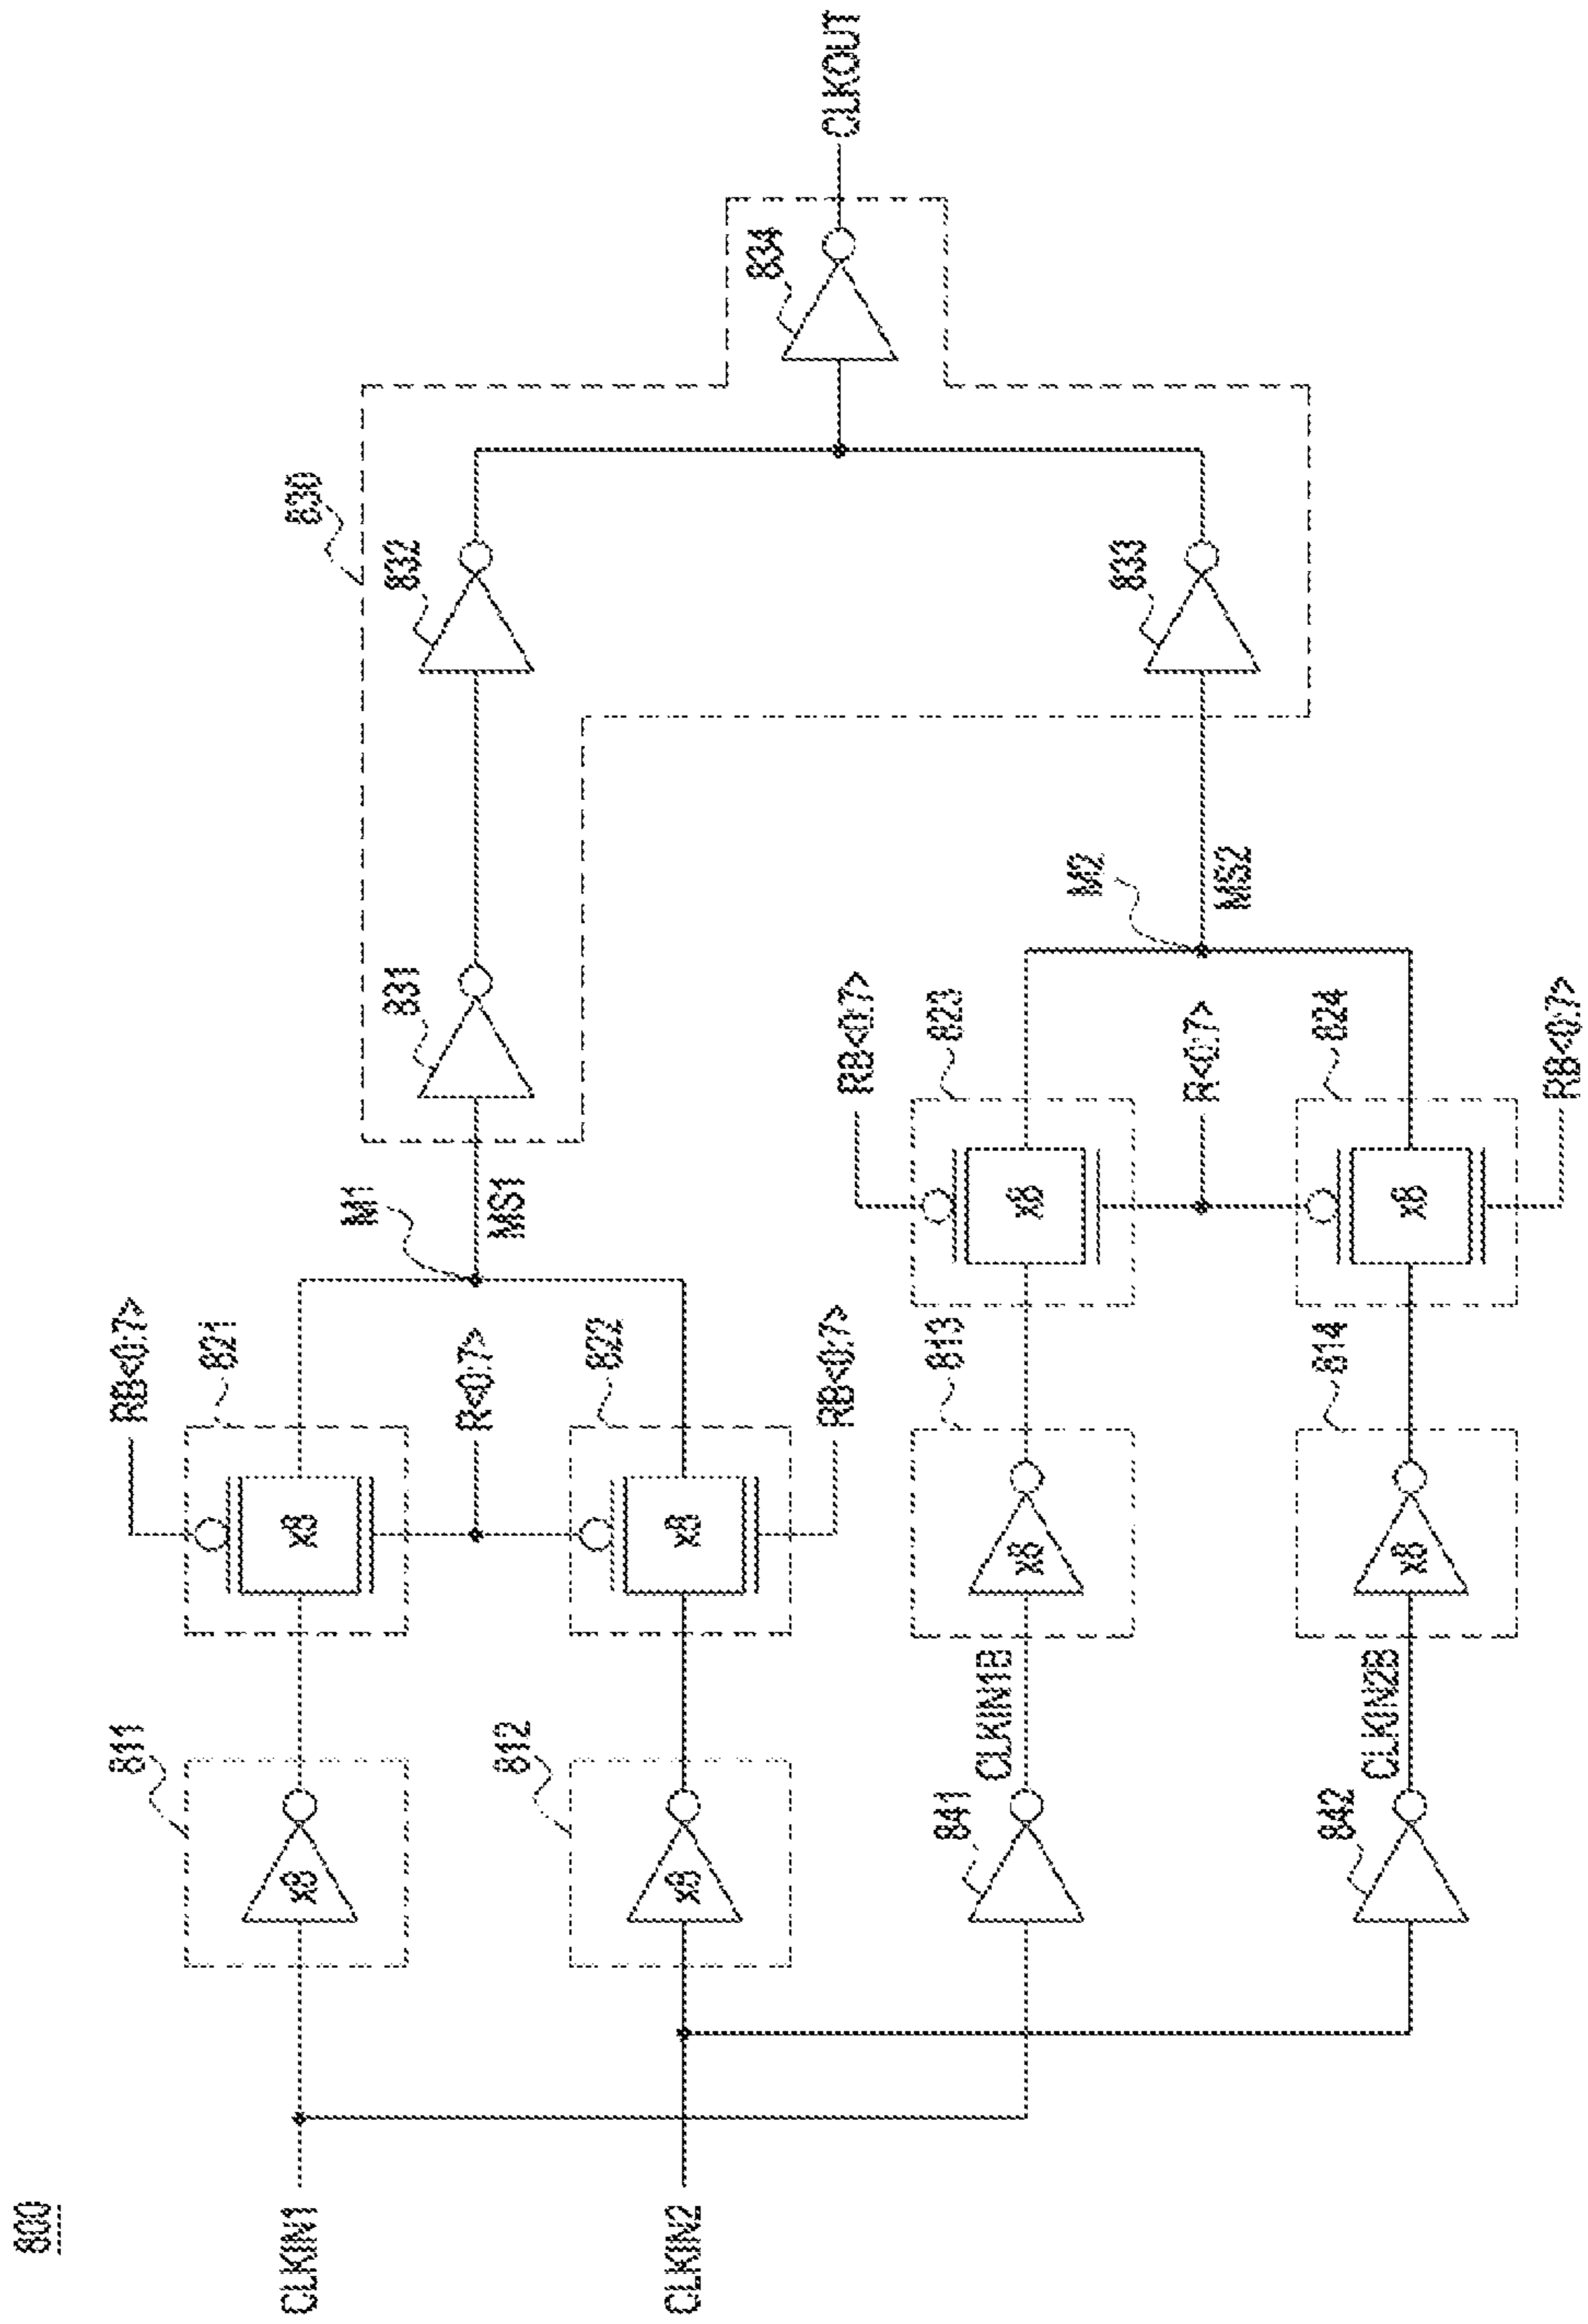 800
CLKIN1
CLKIN2
811
x8
812
x8
841
CLKIN1B
842
CLKIN2B
RB<0:7>
821
x8
R<0:7>
822
x8
RB<0:7>
813
x8
814
x8
M1
MS1
RB<0:7>
823
x8
R<0:7>
824
x8
RB<0:7>
M2
MS2
830
831
832
833
834
CLKOUT